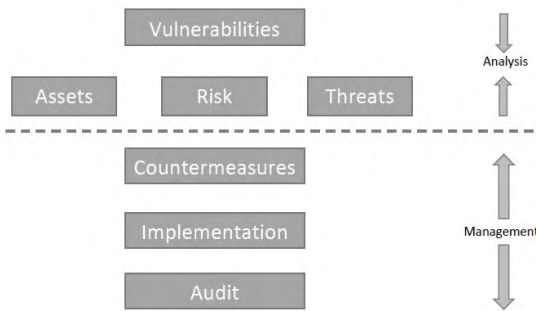 Vulnerabilities
Analysis
Assets Risk Threats
Countermeasures
Implementation
Management
Audit